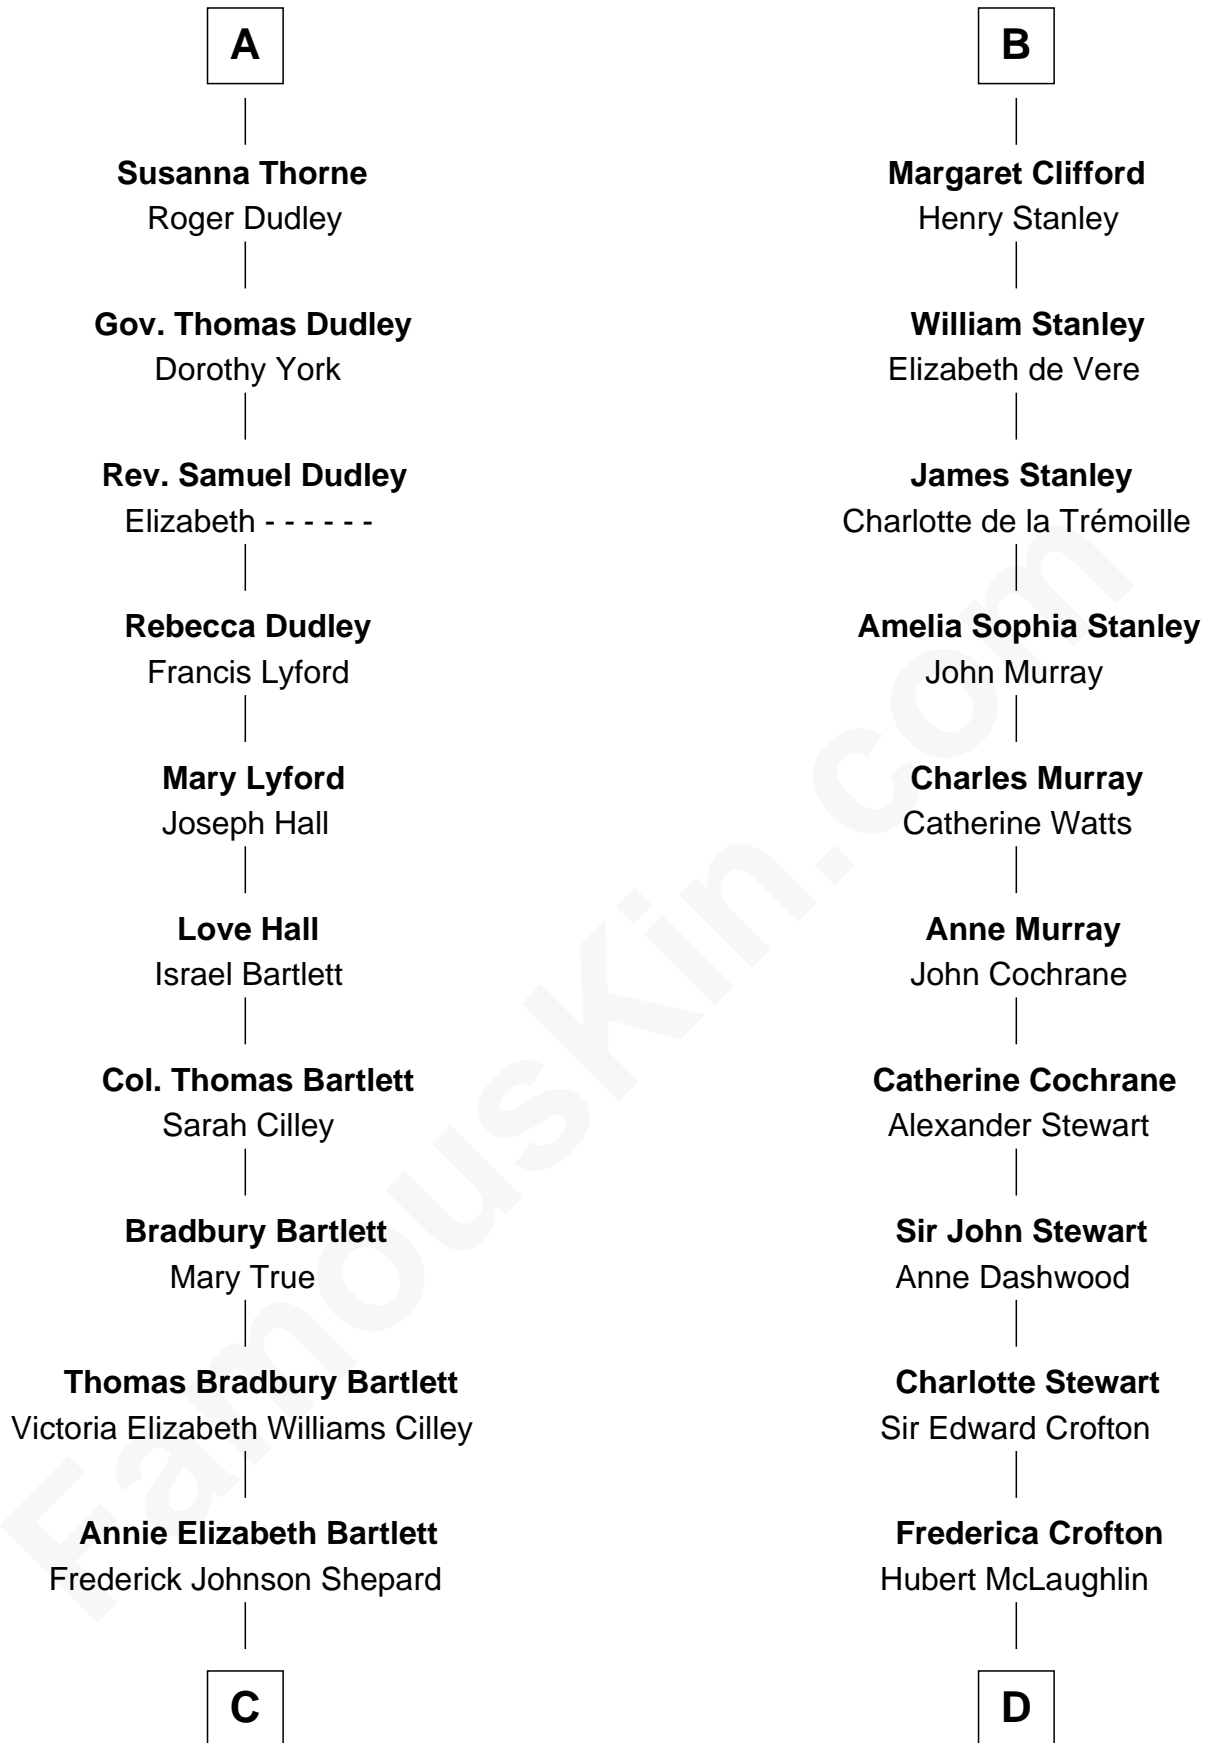 A
Susanna Thorne
Roger Dudley
Gov. Thomas Dudley
Dorothy York
Rev. Samuel Dudley
Elizabeth - - - - - -
Rebecca Dudley
Francis Lyford
Mary Lyford
Joseph Hall
Love Hall
Israel Bartlett
Col. Thomas Bartlett
Sarah Cilley
Bradbury Bartlett
Mary True
Thomas Bradbury Bartlett
Victoria Elizabeth Williams Cilley
Annie Elizabeth Bartlett
Frederick Johnson Shepard
C
B
Margaret Clifford
Henry Stanley
William Stanley
Elizabeth de Vere
James Stanley
Charlotte de la Trémoille
Amelia Sophia Stanley
John Murray
Charles Murray
Catherine Watts
Anne Murray
John Cochrane
Catherine Cochrane
Alexander Stewart
Sir John Stewart
Anne Dashwood
Charlotte Stewart
Sir Edward Crofton
Frederica Crofton
Hubert McLaughlin
D
FamousKin.com